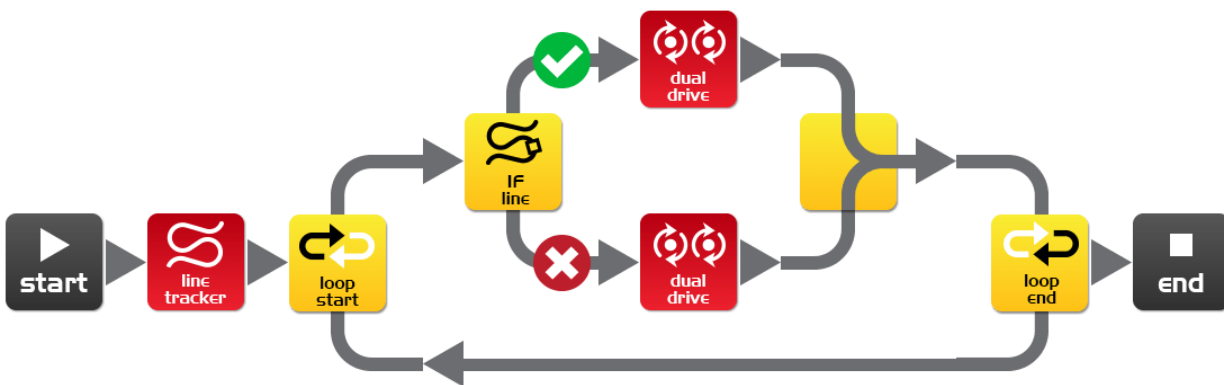 dual
drive
IF
line
start
line
tracker
loop
start
dual
drive
loop
end
end